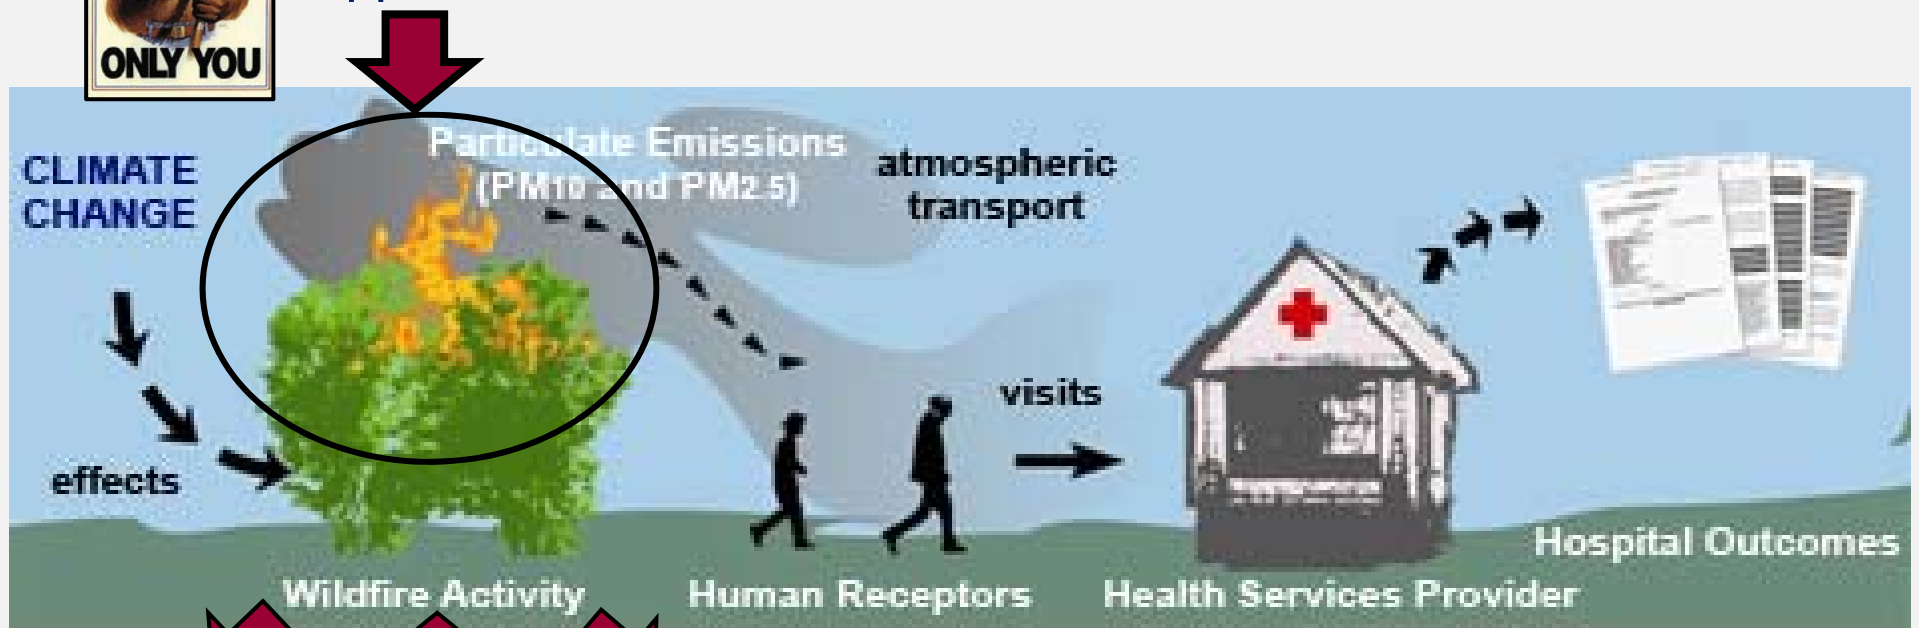 ONLY YOU
CLIMATE
CHANGE
Particulate Emissions
(PM10 and PM2.5)
atmospheric
transport
visits
effects
Hospital Outcomes
Wildfire Activity
Human Receptors
Health Services Provider